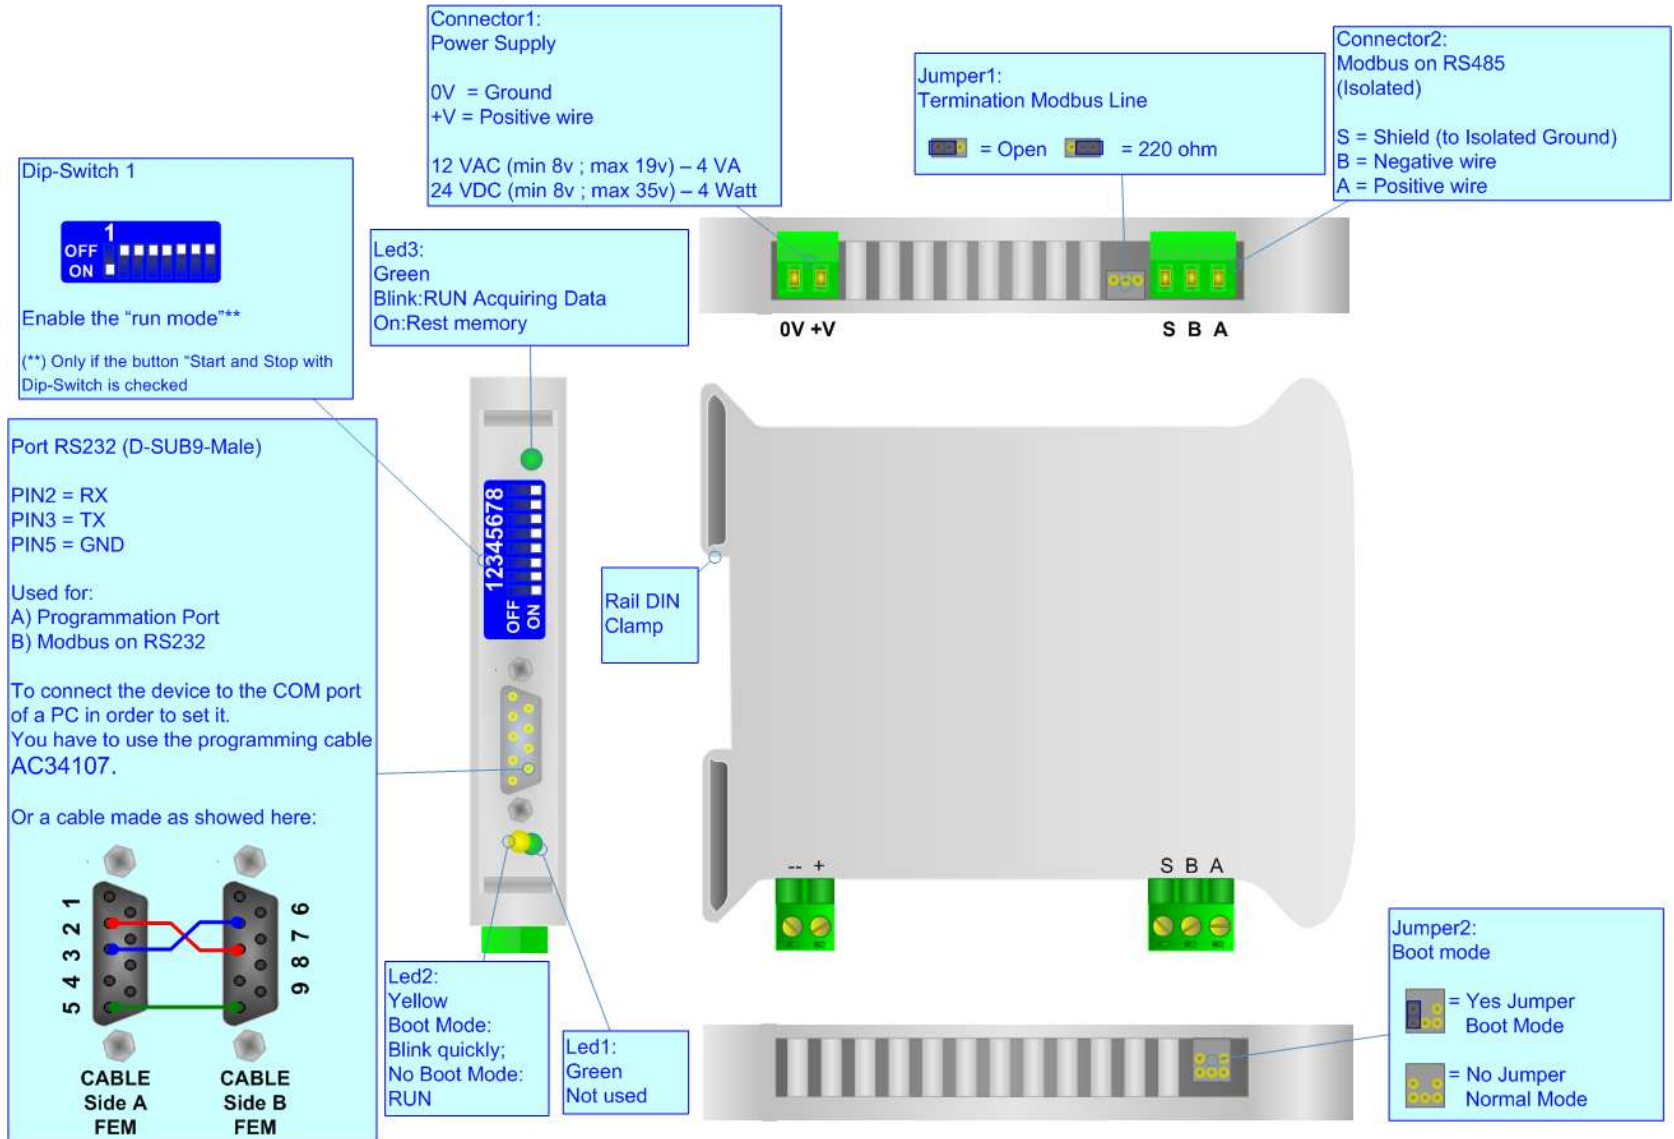 Connector1:
Power Supply
0V = Ground
+V = Positive wire
12 VAC (min 8v ; max 19v) – 4 VA
24 VDC (min 8v ; max 35v) – 4 Watt
Jumper1:
Termination Modbus Line
= Open = 220 ohm
Connector2:
Modbus on RS485
(Isolated)
S = Shield (to Isolated Ground)
B = Negative wire
A = Positive wire
Dip-Switch 1
1
OFF
ON
Enable the “run mode”**
(**) Only if the button “Start and Stop with
Dip-Switch is checked
Led3:
Green
Blink:RUN Acquiring Data
On:Rest memory
0V +V
S B A
Port RS232 (D-SUB9-Male)
PIN2 = RX
PIN3 = TX
PIN5 = GND
Used for:
A) Programmation Port
B) Modbus on RS232
To connect the device to the COM port
of a PC in order to set it.
You have to use the programming cable
AC34107.
Or a cable made as showed here:
1
2
3
4
5
6
7
8
9
CABLE
Side A
FEM
CABLE
Side B
FEM
12345678
OFF
ON
Rail DIN
Clamp
-- +
S B A
Led2:
Yellow
Boot Mode:
Blink quickly;
No Boot Mode:
RUN
Led1:
Green
Not used
Jumper2:
Boot mode
= Yes Jumper
Boot Mode
= No Jumper
Normal Mode